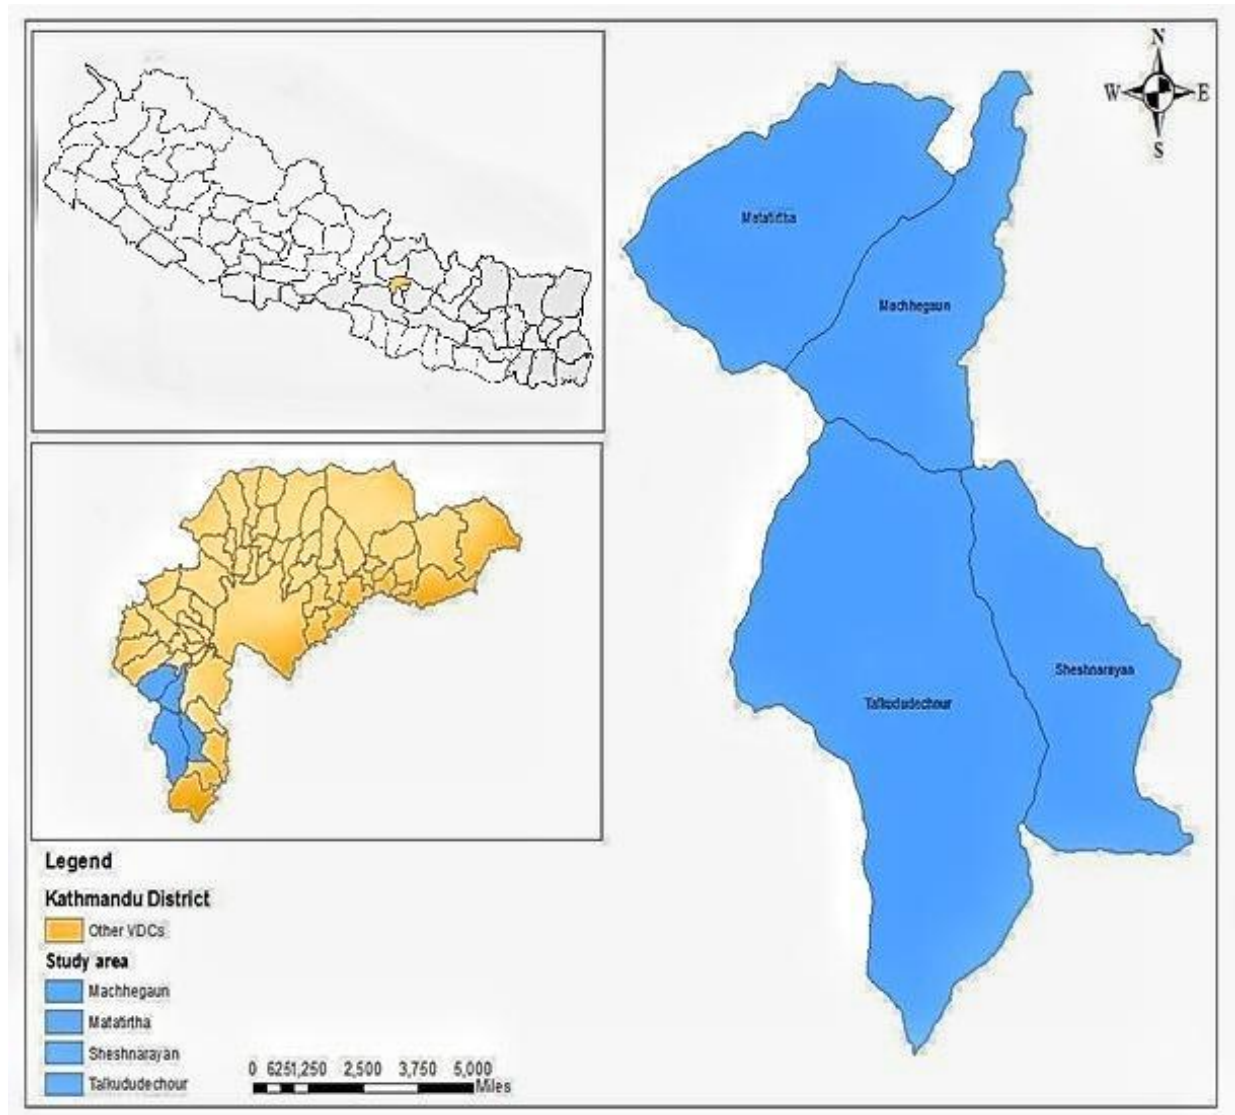 N
W E
S
Matatirtha
Machhegaun
Sheshnarayan
Talkududechour
Legend
Kathmandu District
Other VDCs
Study area
Machhegaun
Matatirtha
Sheshnarayan
Talkududechour
0 6251,250 2,500 3,750 5,000
Miles